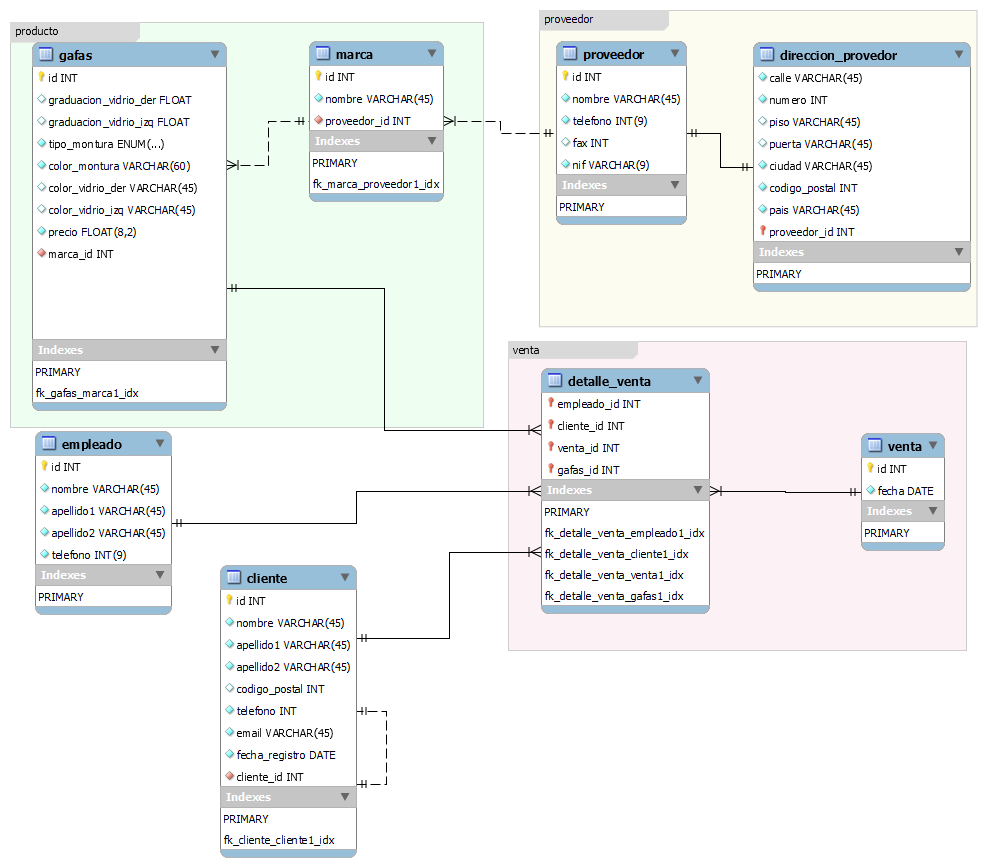 producto
gafas
id INT
graduacion_vidrio_der FLOAT
graduacion_vidrio_izq FLOAT
tipo_montura ENUM(...)
color_montura VARCHAR(60)
color_vidrio_der VARCHAR(45)
color_vidrio_izq VARCHAR(45)
precio FLOAT(8,2)
marca_id INT
Indexes
PRIMARY
fk_gafas_marca1_idx
marca
id INT
nombre VARCHAR(45)
proveedor_id INT
Indexes
PRIMARY
fk_marca_proveedor1_idx
proveedor
proveedor
id INT
nombre VARCHAR(45)
telefono INT(9)
fax INT
nif VARCHAR(9)
Indexes
PRIMARY
direccion_provedor
calle VARCHAR(45)
numero INT
piso VARCHAR(45)
puerta VARCHAR(45)
ciudad VARCHAR(45)
codigo_postal INT
pais VARCHAR(45)
proveedor_id INT
Indexes
PRIMARY
venta
detalle_venta
empleado_id INT
cliente_id INT
venta_id INT
gafas_id INT
Indexes
PRIMARY
fk_detalle_venta_empleado1_idx
fk_detalle_venta_cliente1_idx
fk_detalle_venta_venta1_idx
fk_detalle_venta_gafas1_idx
venta
id INT
fecha DATE
Indexes
PRIMARY
empleado
id INT
nombre VARCHAR(45)
apellido1 VARCHAR(45)
apellido2 VARCHAR(45)
telefono INT(9)
Indexes
PRIMARY
cliente
id INT
nombre VARCHAR(45)
apellido1 VARCHAR(45)
apellido2 VARCHAR(45)
codigo_postal INT
telefono INT
email VARCHAR(45)
fecha_registro DATE
cliente_id INT
Indexes
PRIMARY
fk_cliente_cliente1_idx